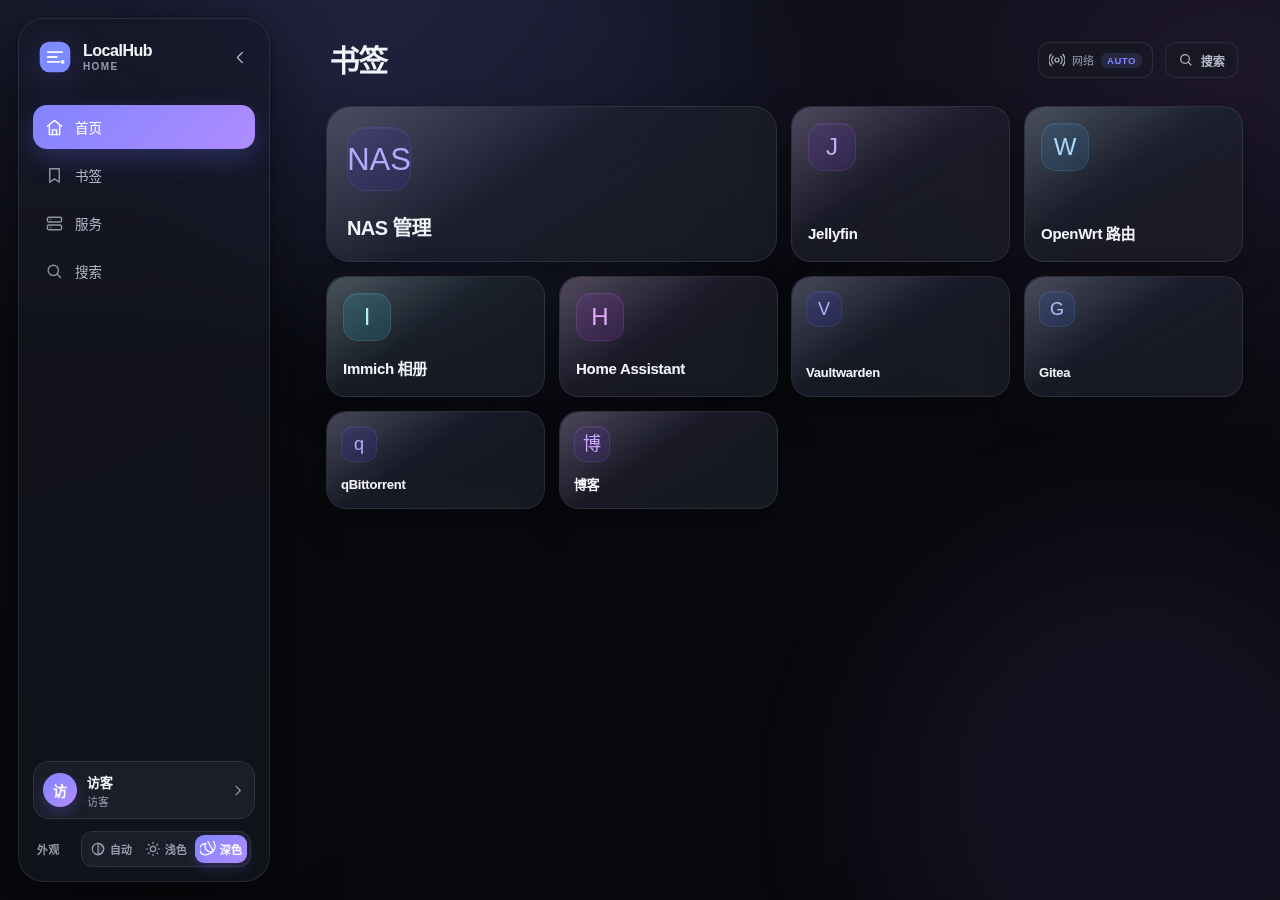 LocalHub
HOME
首页
书签
服务
搜索
访
访客
访客
外观
自动
浅色
深色
书签
网络
AUTO
搜索
NAS
NAS 管理
J
Jellyfin
W
OpenWrt 路由
I
Immich 相册
H
Home Assistant
V
Vaultwarden
G
Gitea
q
qBittorrent
博
博客